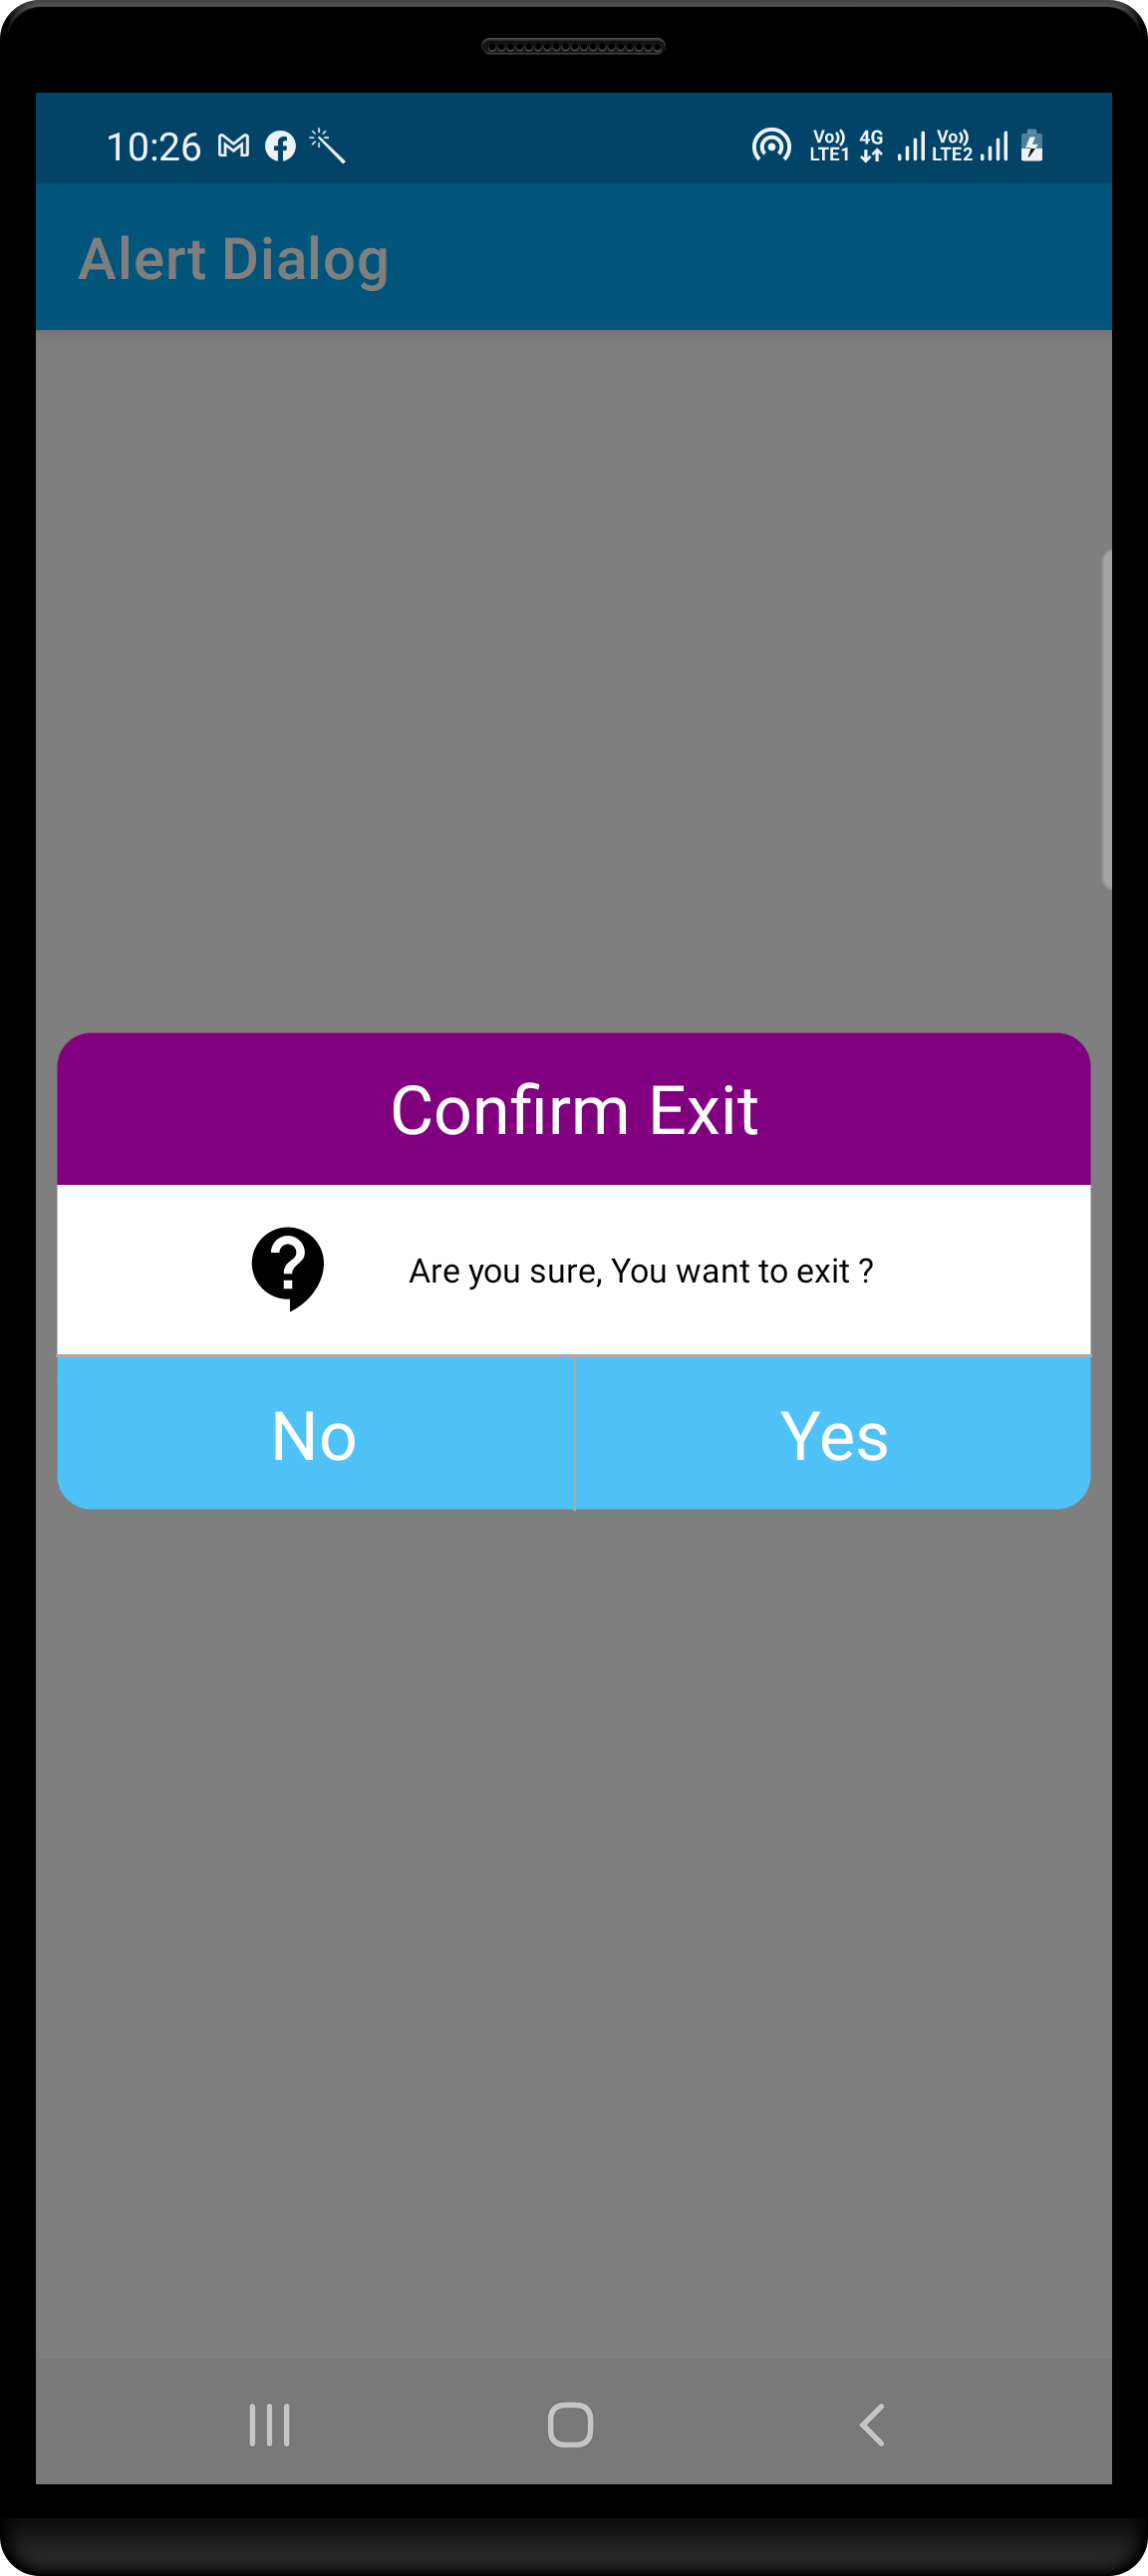 10:26 Vo)) LTE1 4G Vo)) LTE2
Alert Dialog
Confirm Exit
Are you sure, You want to exit ?
No Yes